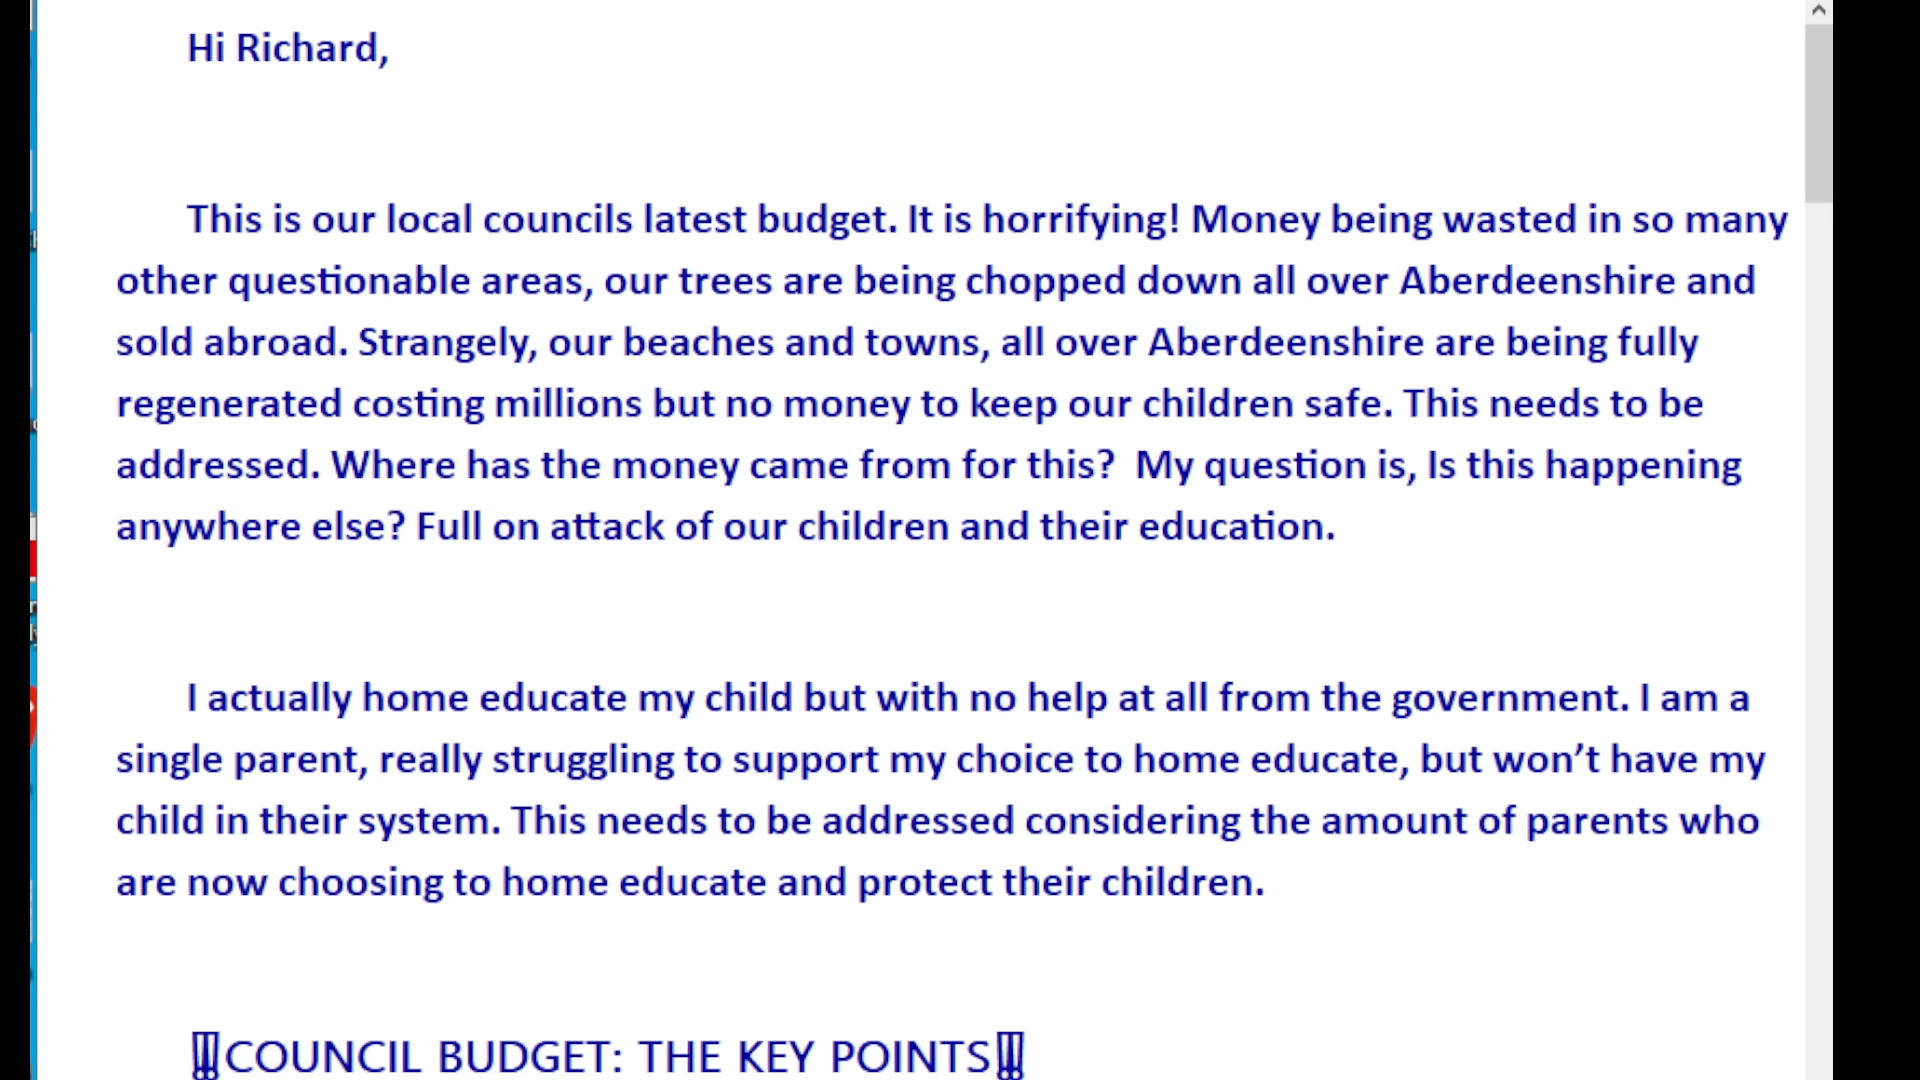 Hi Richard,
This is our local councils latest budget. It is horrifying! Money being wasted in so many
other questionable areas, our trees are being chopped down all over Aberdeenshire and
sold abroad. Strangely, our beaches and towns, all over Aberdeenshire are being fully
regenerated costing millions but no money to keep our children safe. This needs to be
addressed. Where has the money came from for this?  My question is, Is this happening
anywhere else? Full on attack of our children and their education.
I actually home educate my child but with no help at all from the government. I am a
single parent, really struggling to support my choice to home educate, but won’t have my
child in their system. This needs to be addressed considering the amount of parents who
are now choosing to home educate and protect their children.
‼️COUNCIL BUDGET: THE KEY POINTS‼️